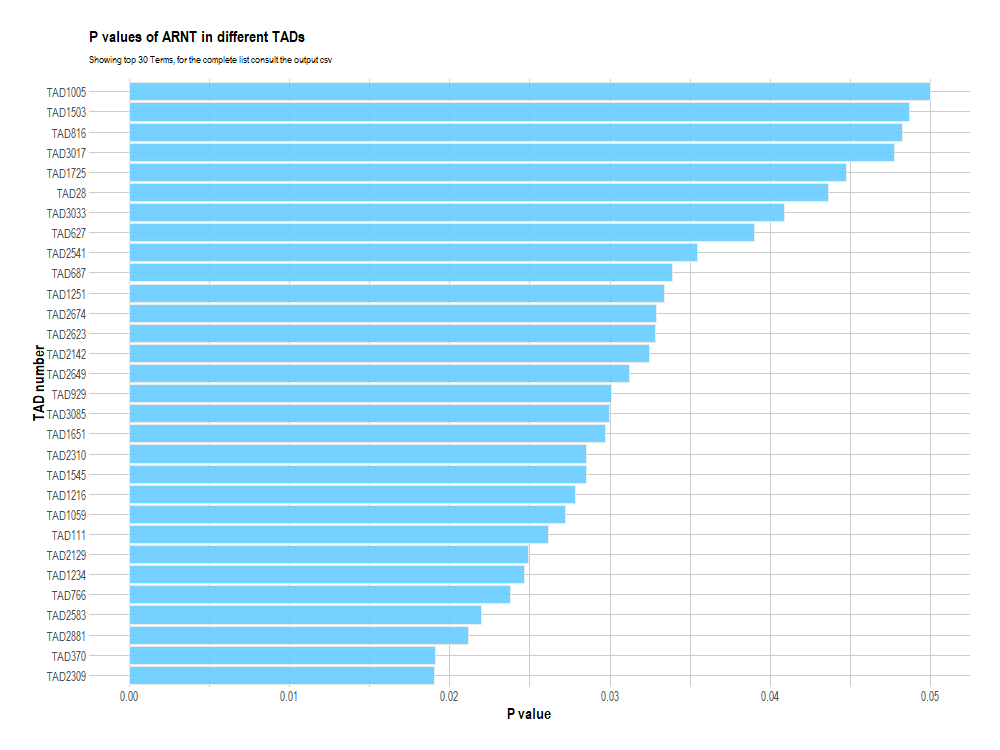 P values of ARNT in different TADs
Showing top 30 Terms, for the complete list consult the output csv
TAD number
TAD1005
TAD1503
TAD816
TAD3017
TAD1725
TAD28
TAD3033
TAD627
TAD2541
TAD687
TAD1251
TAD2674
TAD2623
TAD2142
TAD2649
TAD929
TAD3085
TAD1651
TAD2310
TAD1545
TAD1216
TAD1059
TAD111
TAD2129
TAD1234
TAD766
TAD2583
TAD2881
TAD370
TAD2309
0.00 0.01 0.02 0.03 0.04 0.05
P value